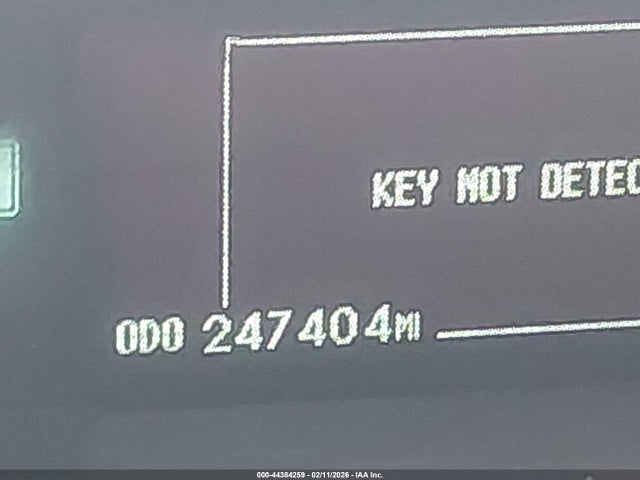 KEY NOT DETEC
ODO 247404MI
000-44384259 - 02/11/2026 - IAA Inc.